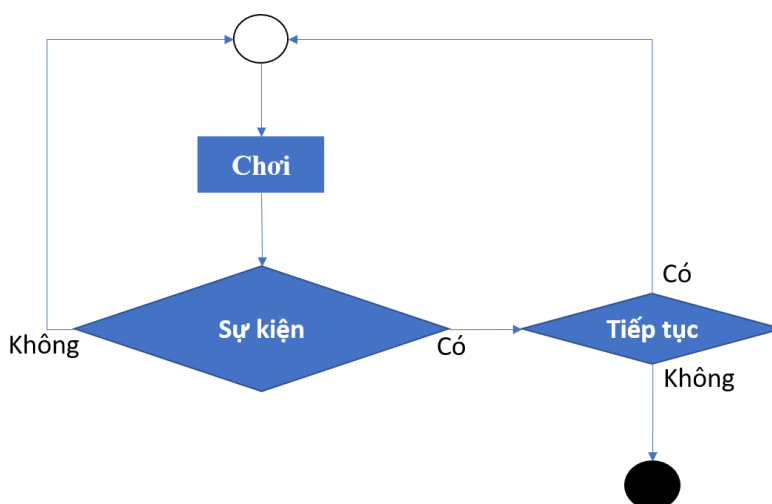 Chơi
Sự kiện
Không
Có
Tiếp tục
Có
Không